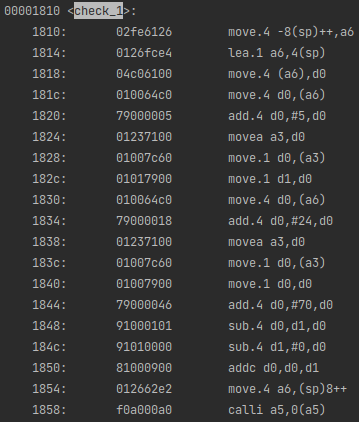 00001810 <check_1>:
1810: 02fe6126 move.4 -8(sp)++,a6
1814: 0126fce4 lea.1 a6,4(sp)
1818: 04c06100 move.4 (a6),d0
181c: 010064c0 move.4 d0,(a6)
1820: 79000005 add.4 d0,#5,d0
1824: 01237100 movea a3,d0
1828: 01007c60 move.1 d0,(a3)
182c: 01017900 move.1 d1,d0
1830: 010064c0 move.4 d0,(a6)
1834: 79000018 add.4 d0,#24,d0
1838: 01237100 movea a3,d0
183c: 01007c60 move.1 d0,(a3)
1840: 01007900 move.1 d0,d0
1844: 79000046 add.4 d0,#70,d0
1848: 91000101 sub.4 d0,d1,d0
184c: 91010000 sub.4 d1,#0,d0
1850: 81000900 addc d0,d0,d1
1854: 012662e2 move.4 a6,(sp)8++
1858: f0a000a0 calli a5,0(a5)